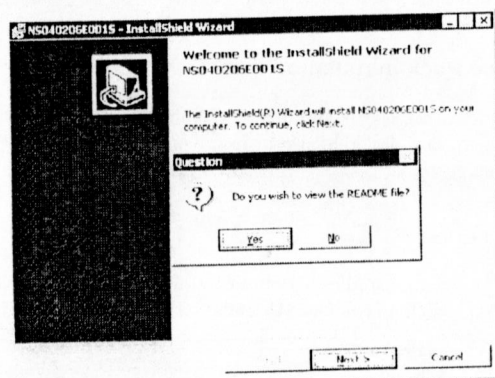 NS040206E001S - InstallShield Wizard
Welcome to the InstallShield Wizard for
NS040206E001S
The InstallShield(R) Wizard will install NS040206E001S on your
computer. To continue, click Next.
Question
Do you wish to view the README file?
Yes
No
Next >
Cancel